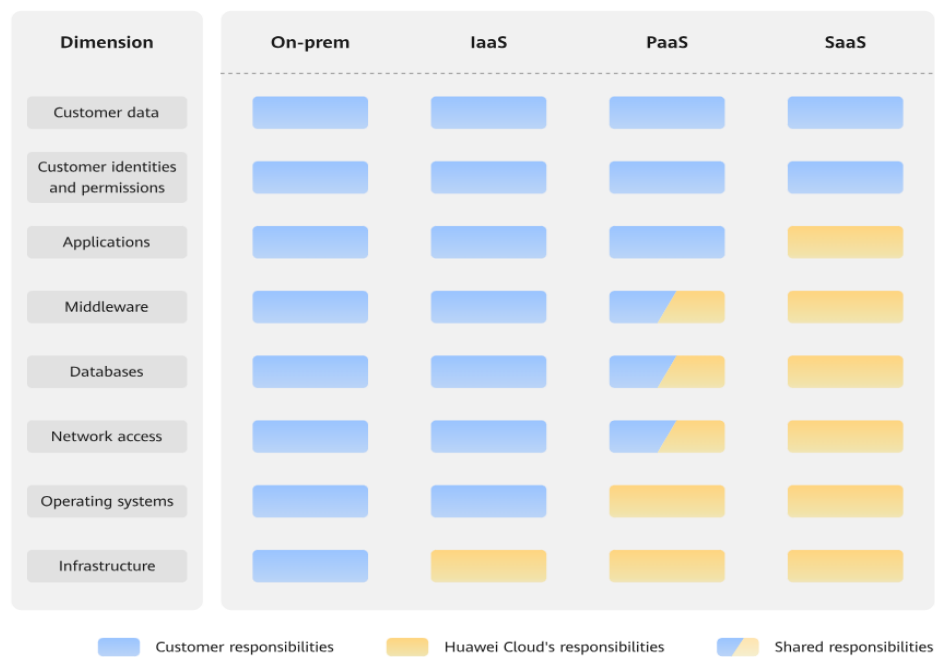 Dimension
On-prem
IaaS
PaaS
SaaS
Customer data
Customer identities
and permissions
Applications
Middleware
Databases
Network access
Operating systems
Infrastructure
Customer responsibilities
Huawei Cloud's responsibilities
Shared responsibilities